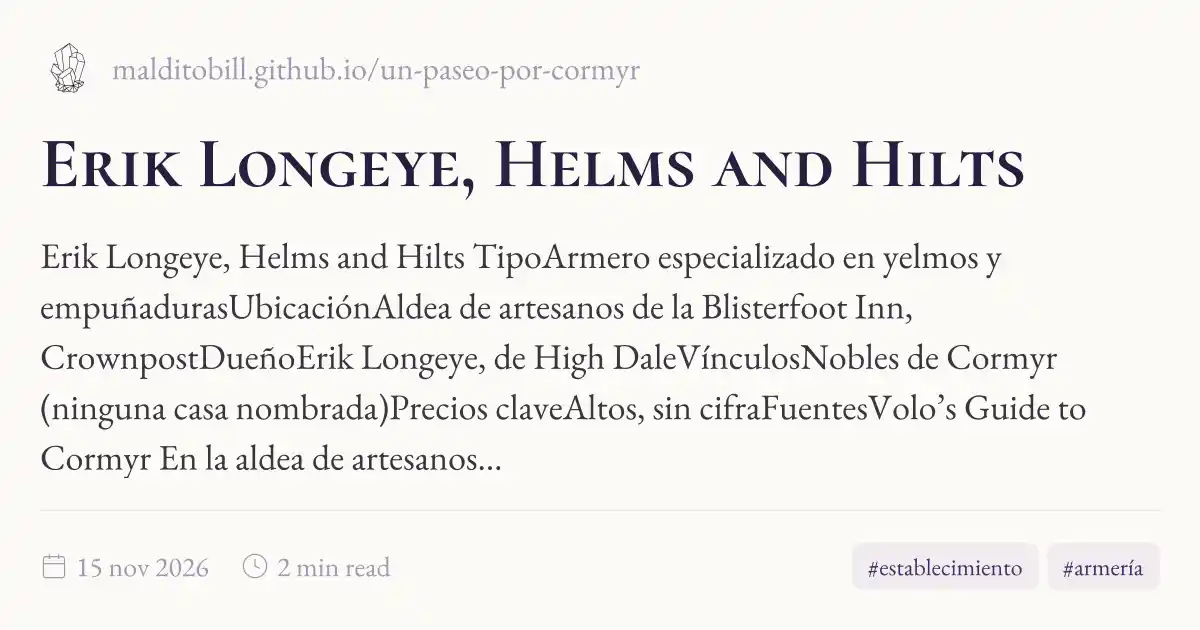 malditobill.github.io/un-paseo-por-cormyr
Erik Longeye, Helms and Hilts
Erik Longeye, Helms and Hilts TipoArmero especializado en yelmos y
empuñadurasUbicaciónAldea de artesanos de la Blisterfoot Inn,
CrownpostDueñoErik Longeye, de High DaleVínculosNobles de Cormyr
(ninguna casa nombrada)Precios claveAltos, sin cifraFuentesVolo’s Guide to
Cormyr En la aldea de artesanos...
15 nov 2026 2 min read #establecimiento #armería